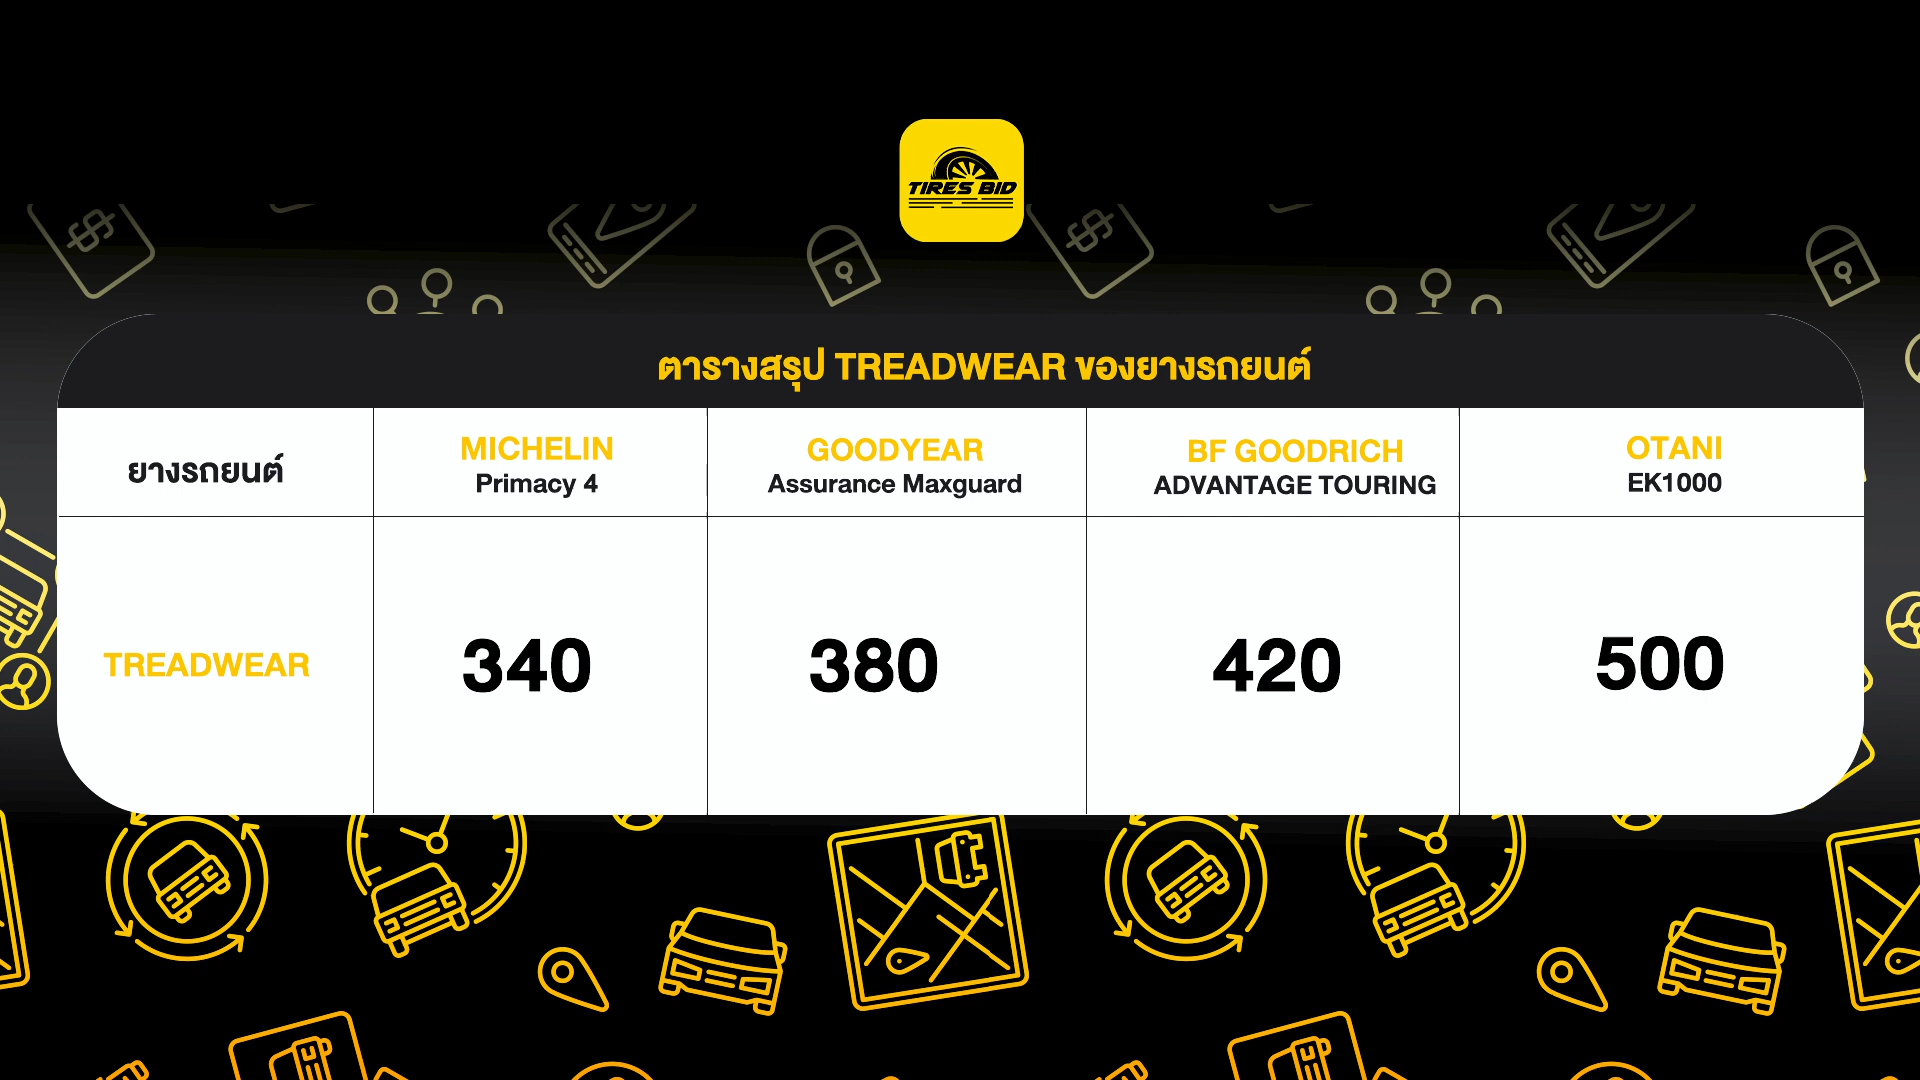 TIRES BID
ตารางสรุป TREADWEAR ของยางรถยนต์
ยางรถยนต์
MICHELIN
Primacy 4
GOODYEAR
Assurance Maxguard
BF GOODRICH
ADVANTAGE TOURING
OTANI
EK1000
TREADWEAR
340
380
420
500